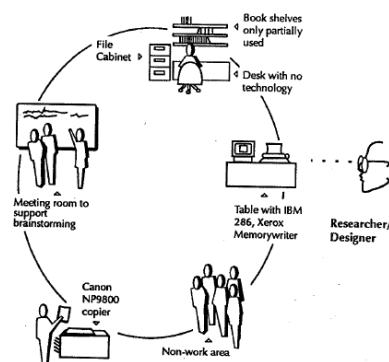 Book shelves
only partially
used
File
Cabinet
Desk with no
technology
Meeting room to
support
brainstorming
Table with IBM
286, Xerox
Memorywriter
Researcher/
Designer
Canon
NP9800
copier
Non-work area